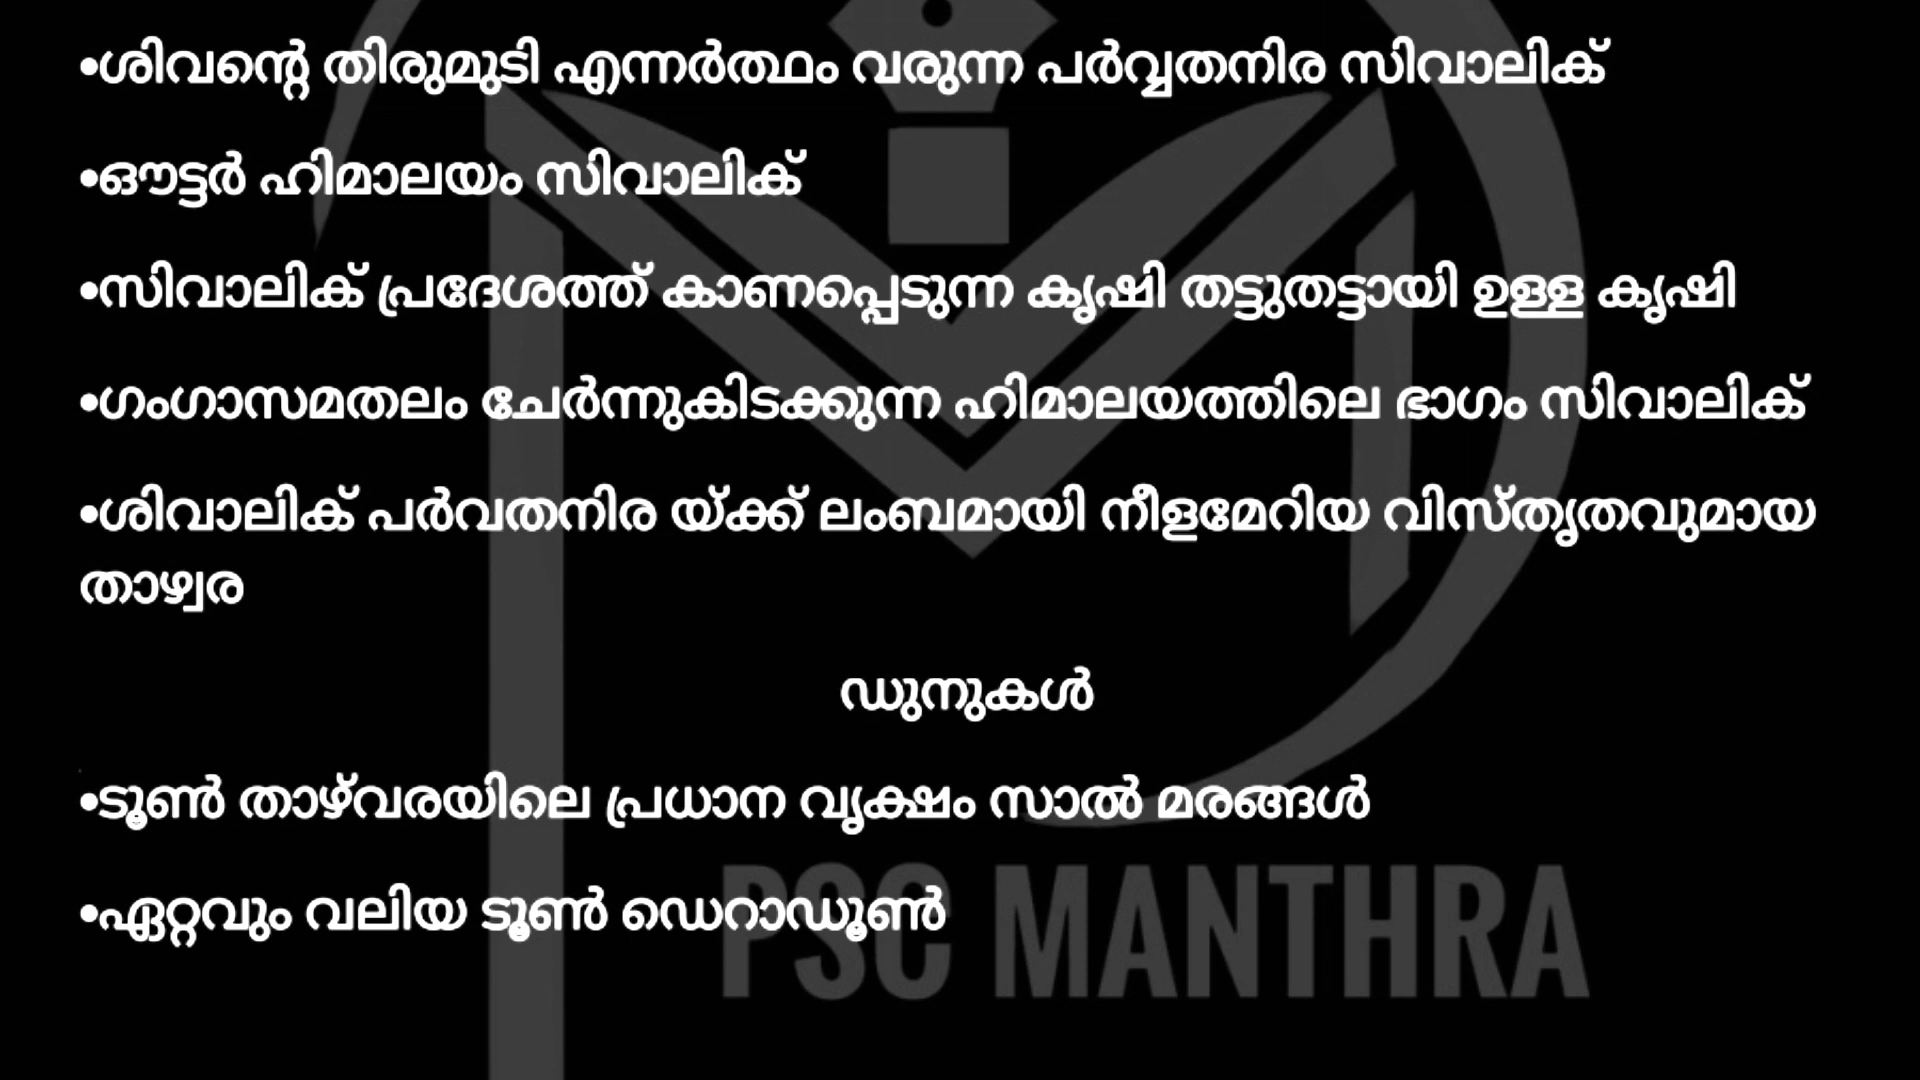 •ശിവന്റെ തിരുമുടി എന്നർത്ഥം വരുന്ന പർവ്വതനിര സിവാലിക്
•ഔട്ടർ ഹിമാലയം സിവാലിക്
•സിവാലിക് പ്രദേശത്ത് കാണപ്പെടുന്ന കൃഷി തട്ടുതട്ടായി ഉള്ള കൃഷി
•ഗംഗാസമതലം ചേർന്നുകിടക്കുന്ന ഹിമാലയത്തിലെ ഭാഗം സിവാലിക്
•ശിവാലിക് പർവതനിര യ്ക്ക് ലംബമായി നീളമേറിയ വിസ്തൃതവുമായ
താഴ്വര
ഡുനുകൾ
•ടൂൺ താഴ്‌വരയിലെ പ്രധാന വൃക്ഷം സാൽ മരങ്ങൾ
•ഏറ്റവും വലിയ ടൂൺ ഡെറാഡൂൺ
PSC MANTHRA